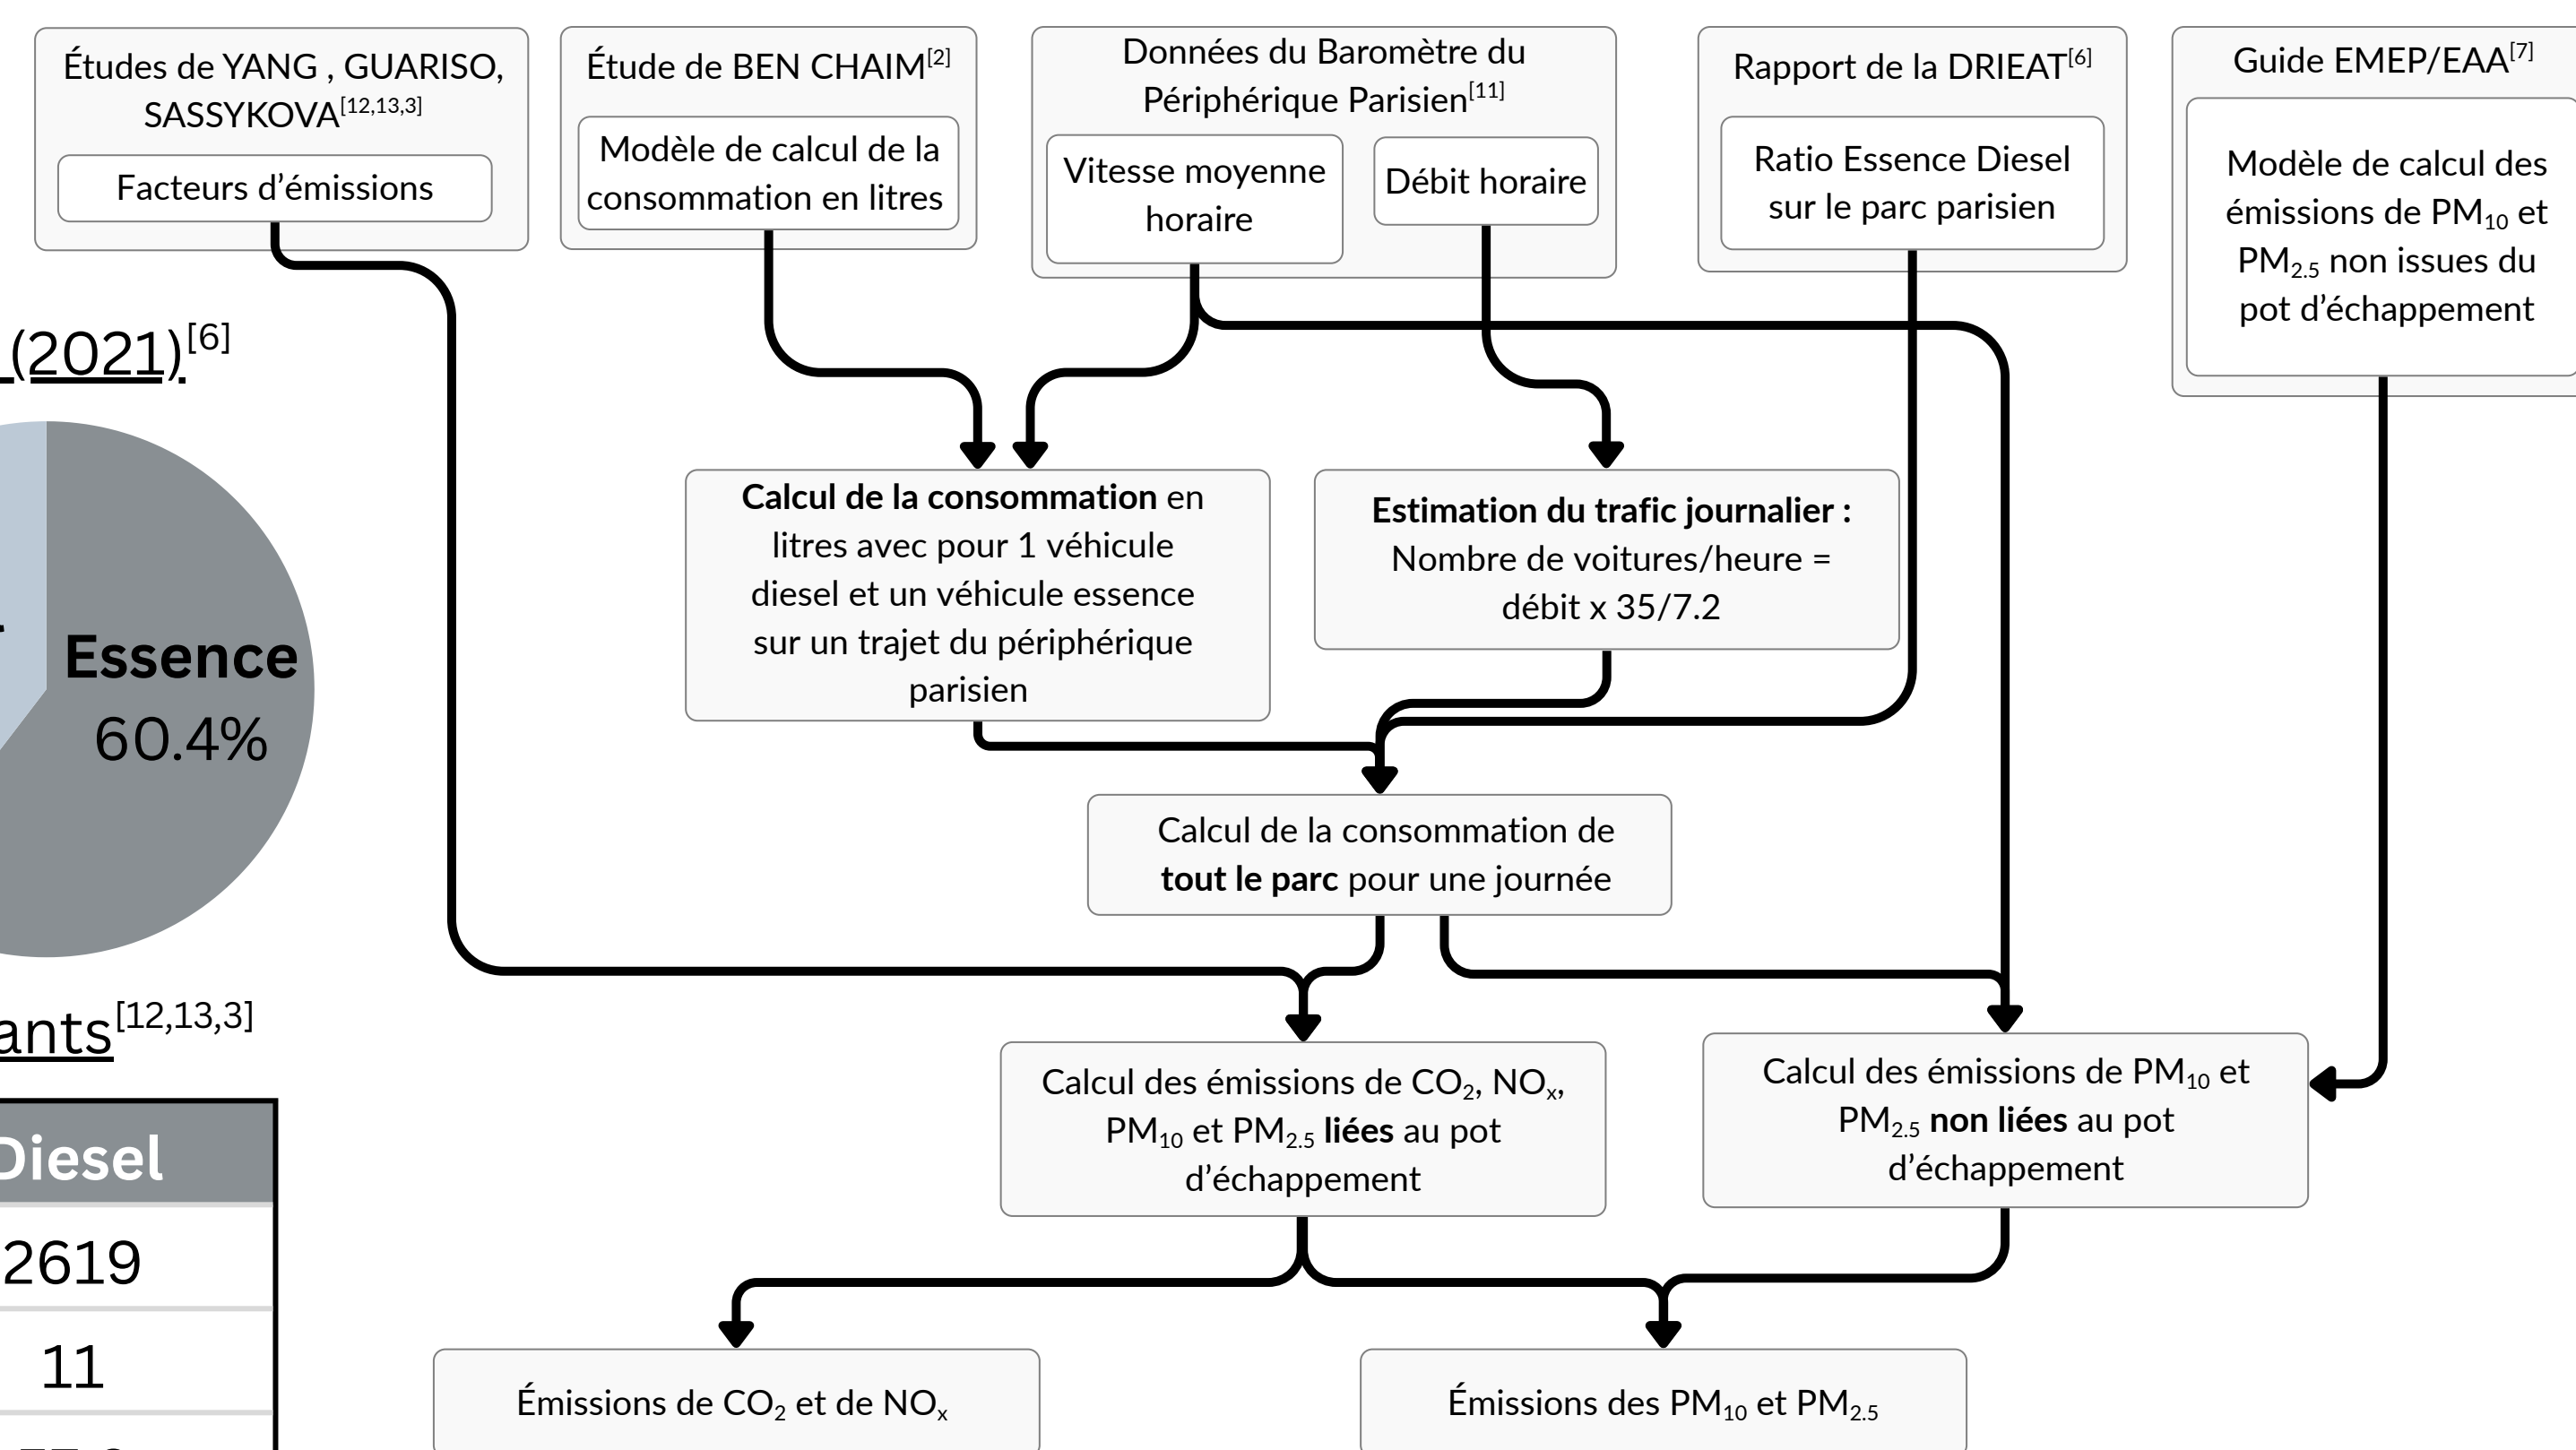 Études de YANG , GUARISO,
SASSYKOVA[12,13,3]
Facteurs d’émissions
Étude de BEN CHAIM[2]
Modèle de calcul de la
consommation en litres
Données du Baromètre du
Périphérique Parisien[11]
Vitesse moyenne
horaire
Débit horaire
Rapport de la DRIEAT[6]
Ratio Essence Diesel
sur le parc parisien
Guide EMEP/EAA[7]
Modèle de calcul des
émissions de PM10 et
PM2.5 non issues du
pot d’échappement
(2021)[6]
Essence
60.4%
Calcul de la consommation en
litres avec pour 1 véhicule
diesel et un véhicule essence
sur un trajet du périphérique
parisien
Estimation du trafic journalier :
Nombre de voitures/heure =
débit x 35/7.2
Calcul de la consommation de
tout le parc pour une journée
ants[12,13,3]
Diesel
2619
11
Calcul des émissions de CO2, NOx,
PM10 et PM2.5 liées au pot
d’échappement
Calcul des émissions de PM10 et
PM2.5 non liées au pot
d’échappement
Émissions de CO2 et de NOx
Émissions des PM10 et PM2.5